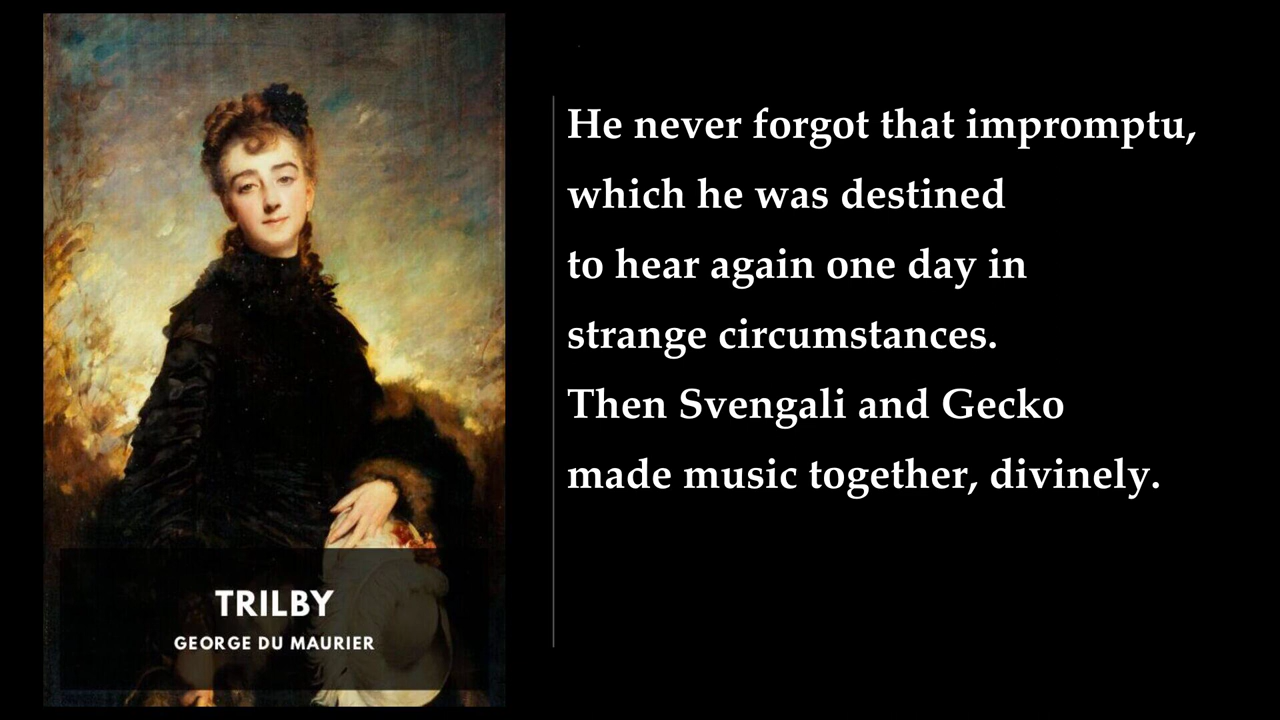 TRILBY
GEORGE DU MAURIER
He never forgot that impromptu,
which he was destined
to hear again one day in
strange circumstances.
Then Svengali and Gecko
made music together, divinely.